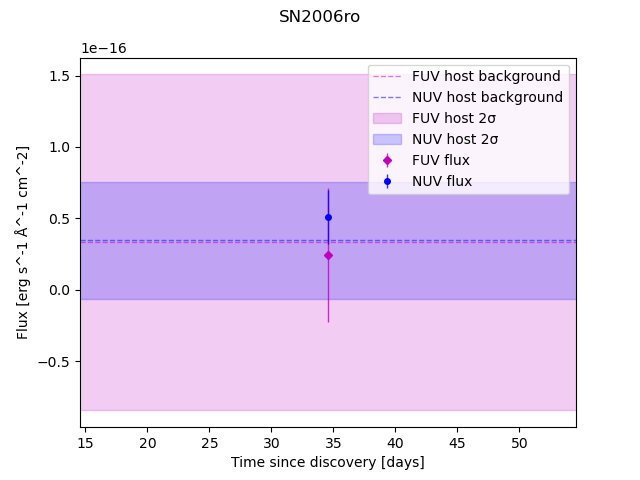 SN2006ro
1e−16
1.5
1.0
0.5
0.0
−0.5
Flux [erg s^-1 Å^-1 cm^-2]
FUV host background
NUV host background
FUV host 2σ
NUV host 2σ
FUV flux
NUV flux
15 20 25 30 35 40 45 50
Time since discovery [days]